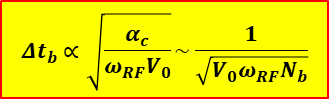 Δt_b ∝ √(α_c / (ω_RF V_0)) ~ 1 / √(V_0 ω_RF N_b)